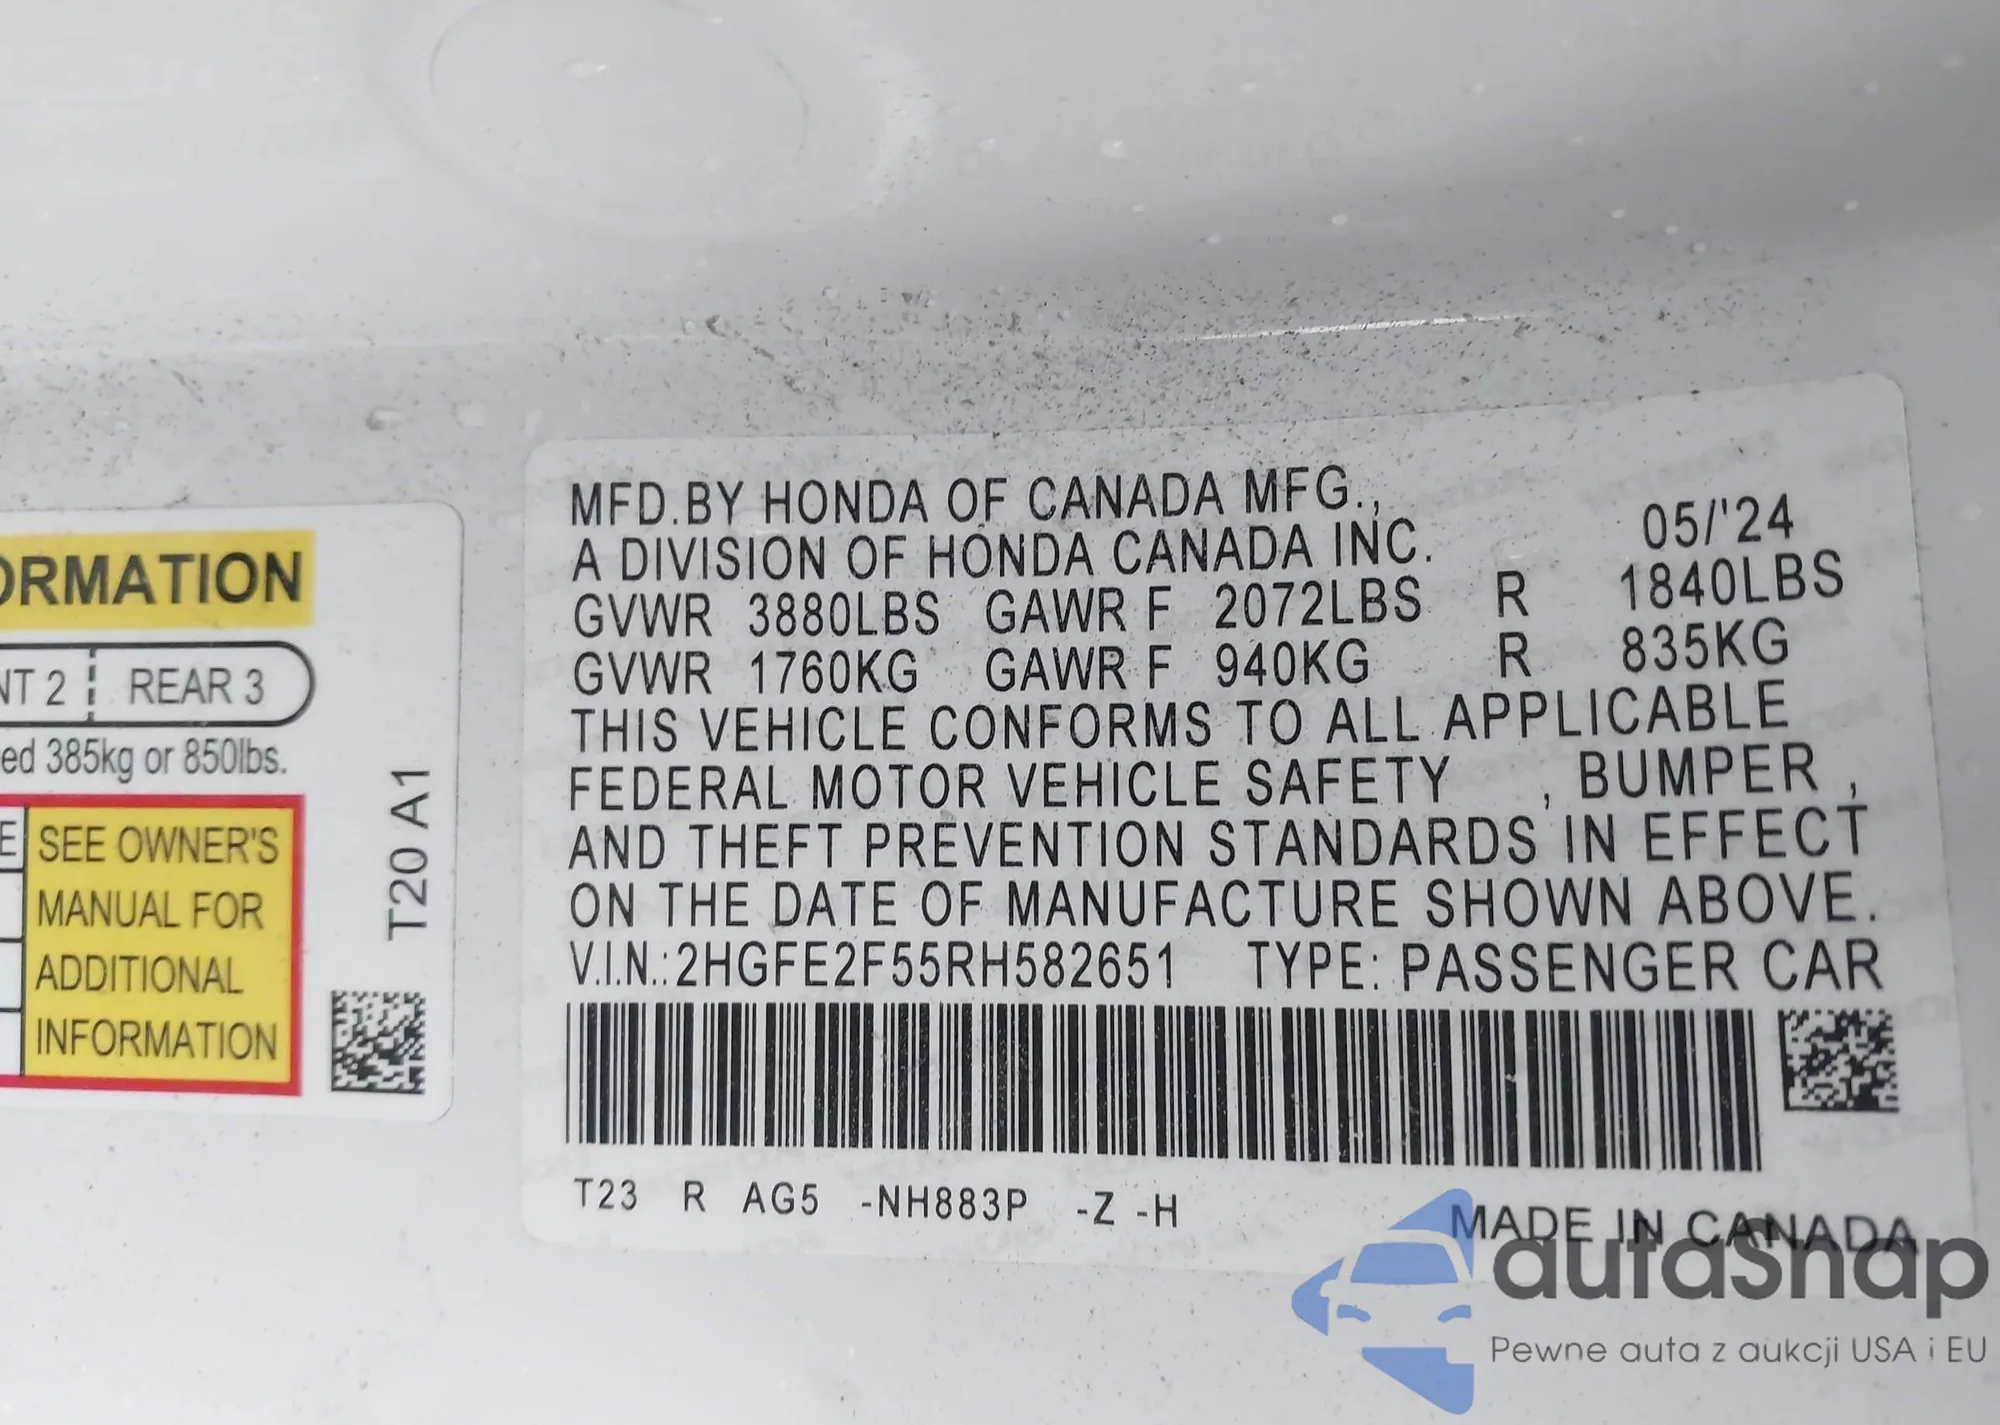 ORMATION
NT 2 REAR 3
ed 385kg or 850lbs.
E
SEE OWNER'S
MANUAL FOR
ADDITIONAL
INFORMATION
T20 A1
MFD.BY HONDA OF CANADA MFG.,
A DIVISION OF HONDA CANADA INC. 05/'24
GVWR 3880LBS GAWR F 2072LBS R 1840LBS
GVWR 1760KG GAWR F 940KG R 835KG
THIS VEHICLE CONFORMS TO ALL APPLICABLE
FEDERAL MOTOR VEHICLE SAFETY , BUMPER ,
AND THEFT PREVENTION STANDARDS IN EFFECT
ON THE DATE OF MANUFACTURE SHOWN ABOVE.
V.I.N.:2HGFE2F55RH582651 TYPE: PASSENGER CAR
T23 R AG5 -NH883P -Z -H
MADE IN CANADA
autaSnap
Pewne auta z aukcji USA i EU